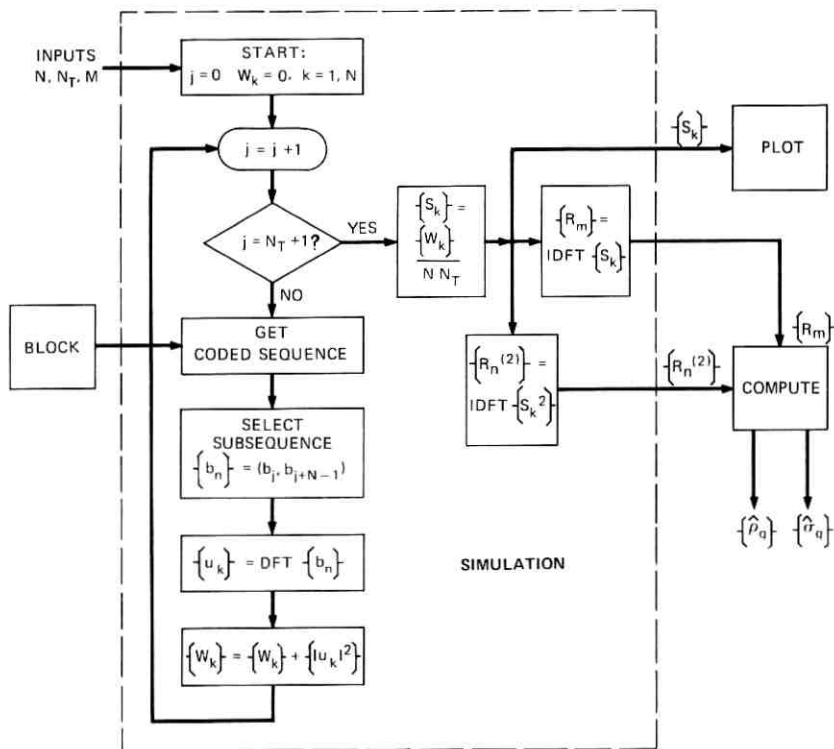 INPUTS
N, N_T, M
START:
j = 0 W_k = 0, k = 1, N
j = j +1
j = N_T +1?
YES
NO
{S_k} =
{W_k}
N N_T
{S_k}
PLOT
{R_m} =
IDFT {S_k}
{R_m}
BLOCK
GET
CODED SEQUENCE
{R_n^(2)} =
IDFT {S_k^2}
{R_n^(2)}
COMPUTE
SELECT
SUBSEQUENCE
{b_n} = (b_j, b_{j+N-1})
{ρ̂_q} {σ̂_q}
{u_k} = DFT {b_n}
SIMULATION
{W_k} = {W_k} + {|u_k|^2}